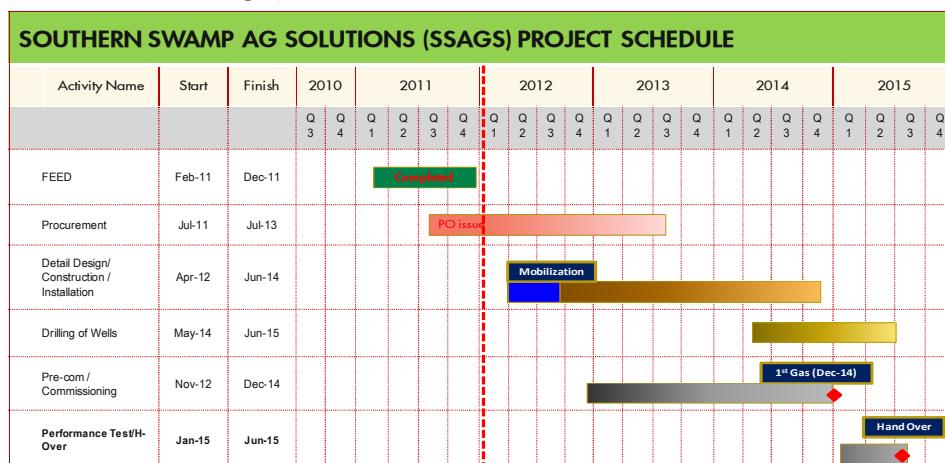 SOUTHERN SWAMP AG SOLUTIONS (SSAGS) PROJECT SCHEDULE
Activity Name Start Finish 2010 2011 2012 2013 2014 2015
Q Q Q Q Q Q Q Q Q Q Q Q Q Q Q Q Q Q Q Q Q Q
3 4 1 2 3 4 1 2 3 4 1 2 3 4 1 2 3 4 1 2 3 4
FEED Feb-11 Dec-11 Completed
Procurement Jul-11 Jul-13 PO issue
Detail Design/
Construction /
Installation
Apr-12 Jun-14 Mobilization
Drilling of Wells May-14 Jun-15
Pre-com /
Commissioning
Nov-12 Dec-14 1st Gas (Dec-14)
Performance Test/H-
Over
Jan-15 Jun-15 Hand Over